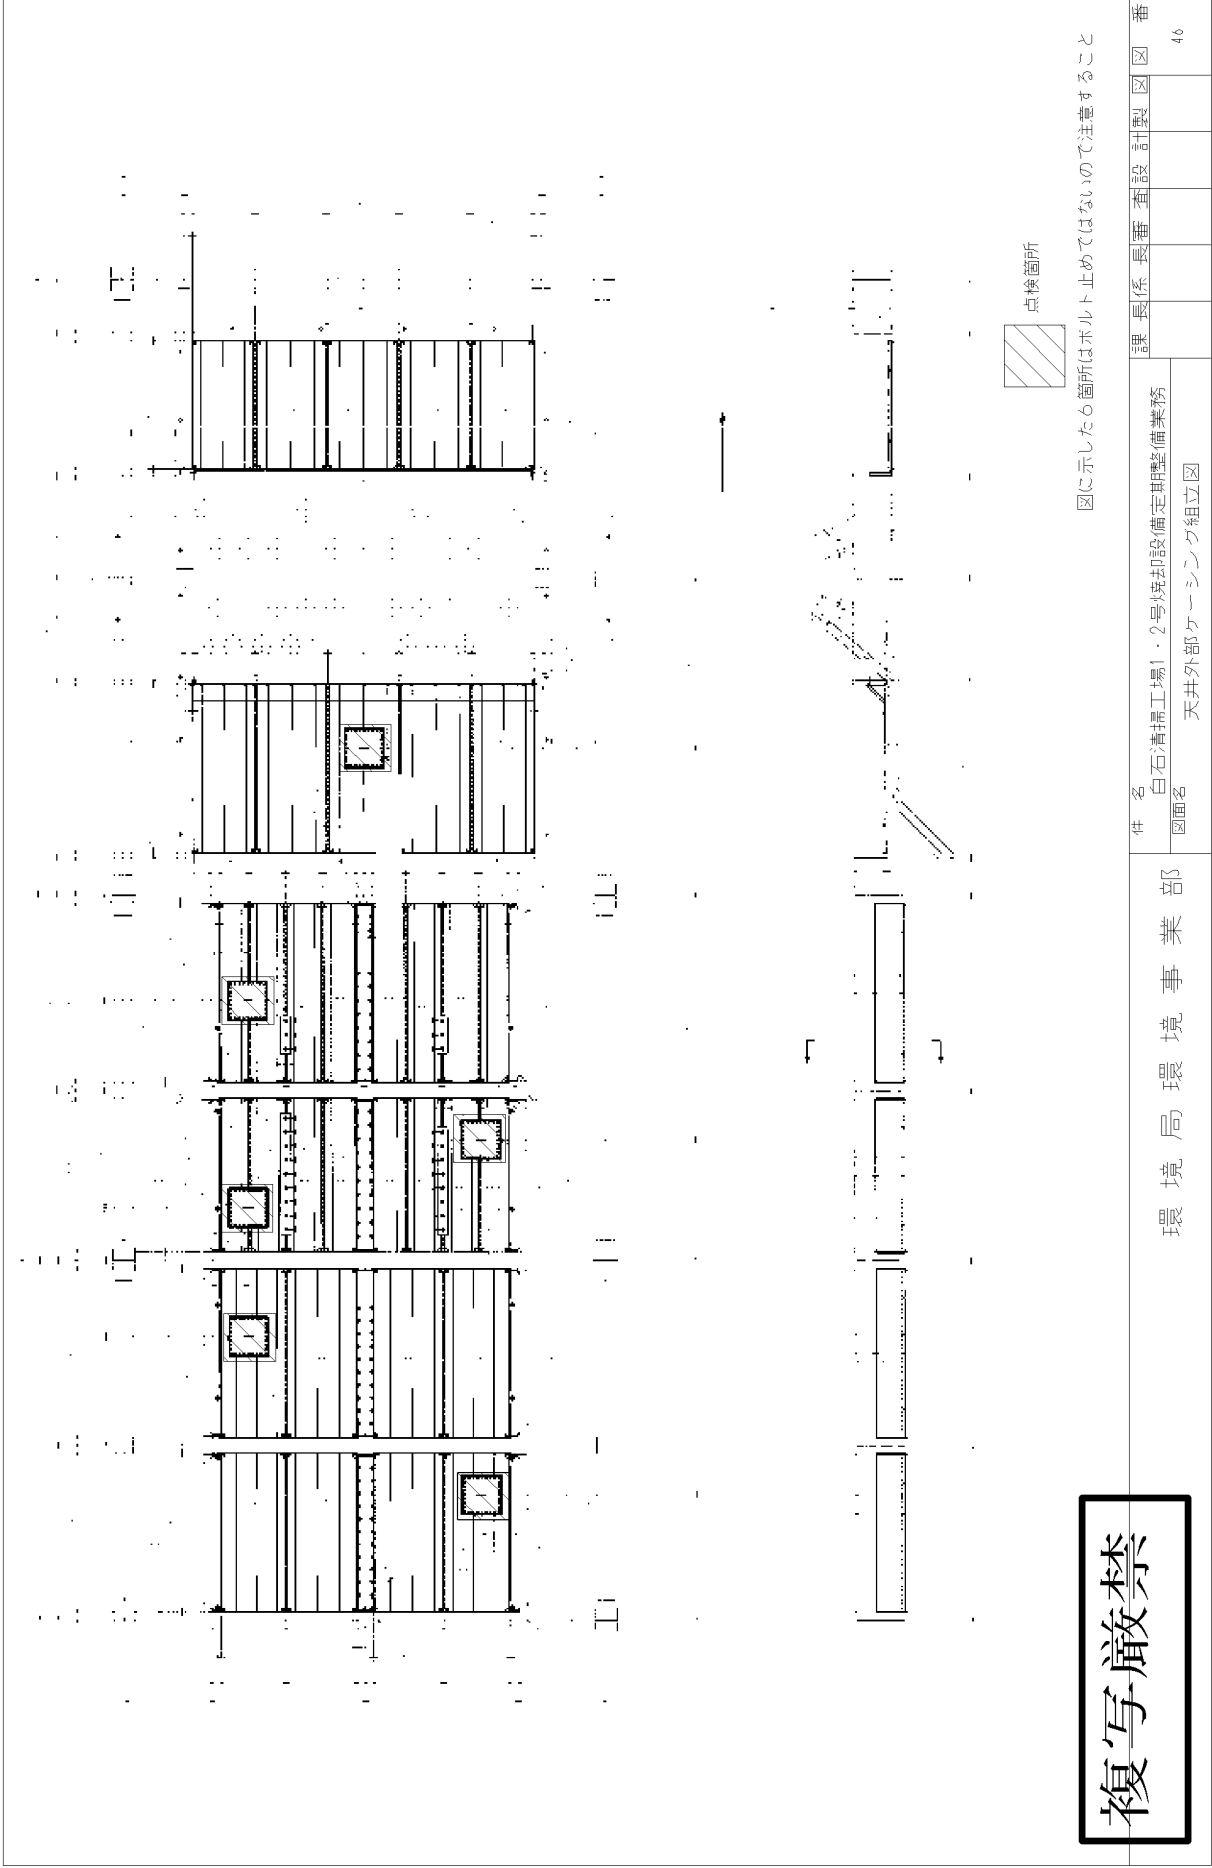 点検箇所
図に示した6箇所はボルト止めではないので注意すること
環境局環境事業部
件名
白石清掃工場1・2号焼却設備定期整備業務
図面名
天井外部ケーシング組立図
課長 係長 審査 設計 製図 図番
46
複写厳禁